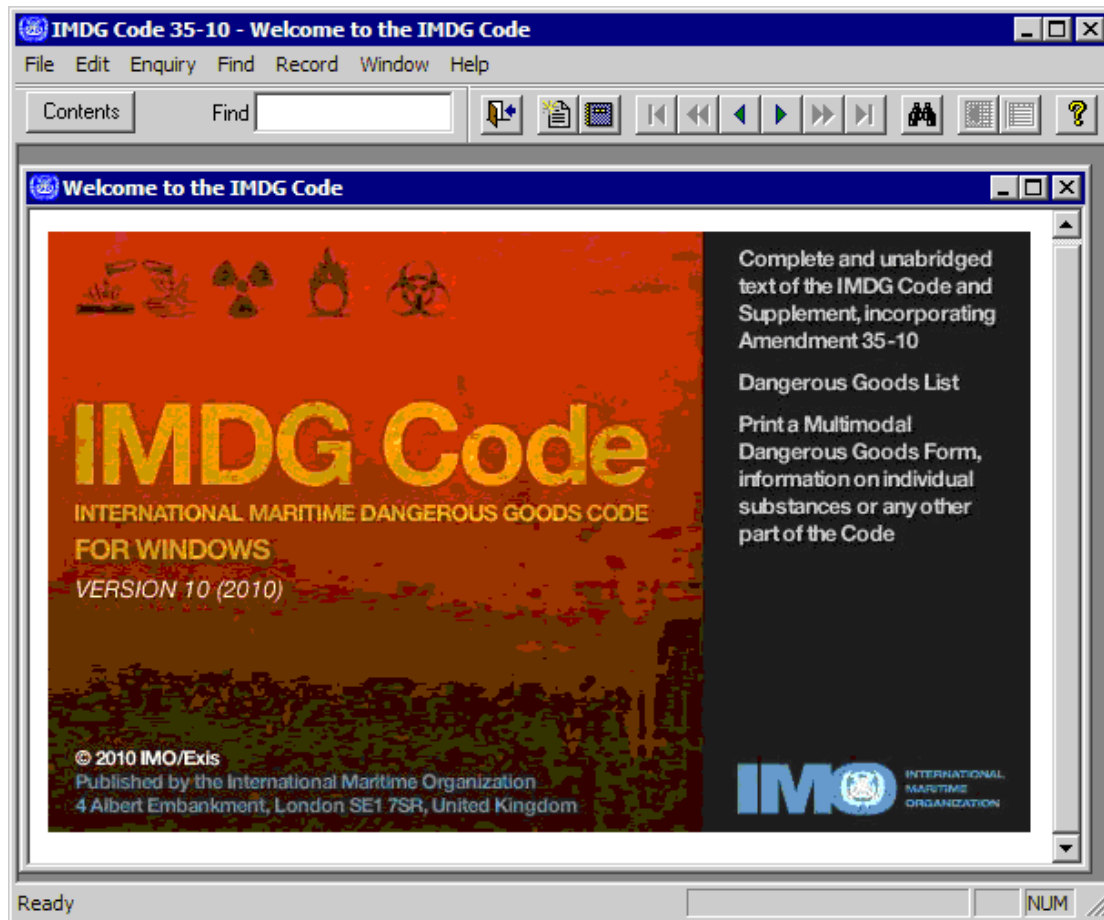 IMDG Code 35-10 - Welcome to the IMDG Code
File Edit Enquiry Find Record Window Help
Contents Find
Welcome to the IMDG Code
IMDG Code
INTERNATIONAL MARITIME DANGEROUS GOODS CODE
FOR WINDOWS
VERSION 10 (2010)
© 2010 IMO/Exis
Published by the International Maritime Organization
4 Albert Embankment, London SE1 7SR, United Kingdom
Complete and unabridged
text of the IMDG Code and
Supplement, incorporating
Amendment 35-10
Dangerous Goods List
Print a Multimodal
Dangerous Goods Form,
information on individual
substances or any other
part of the Code
IMO
INTERNATIONAL
MARITIME
ORGANIZATION
Ready NUM